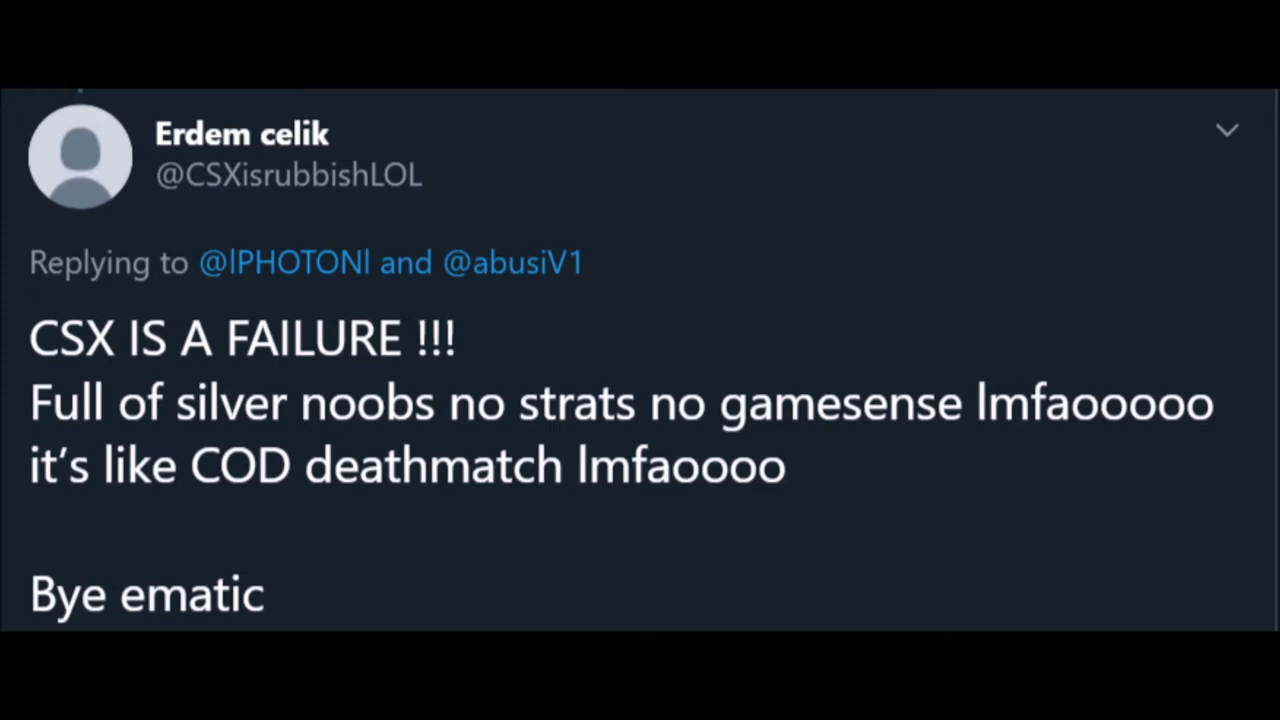 Erdem celik
@CSXisrubbishLOL
Replying to @lPHOTONl and @abusiV1
CSX IS A FAILURE !!!
Full of silver noobs no strats no gamesense lmfaooooo
it's like COD deathmatch lmfaoooo
Bye ematic